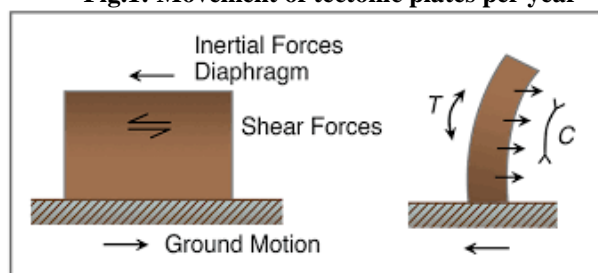 Fig.1: Movement of tectonic plates per year
Inertial Forces
Diaphragm
Shear Forces
Ground Motion
T
C